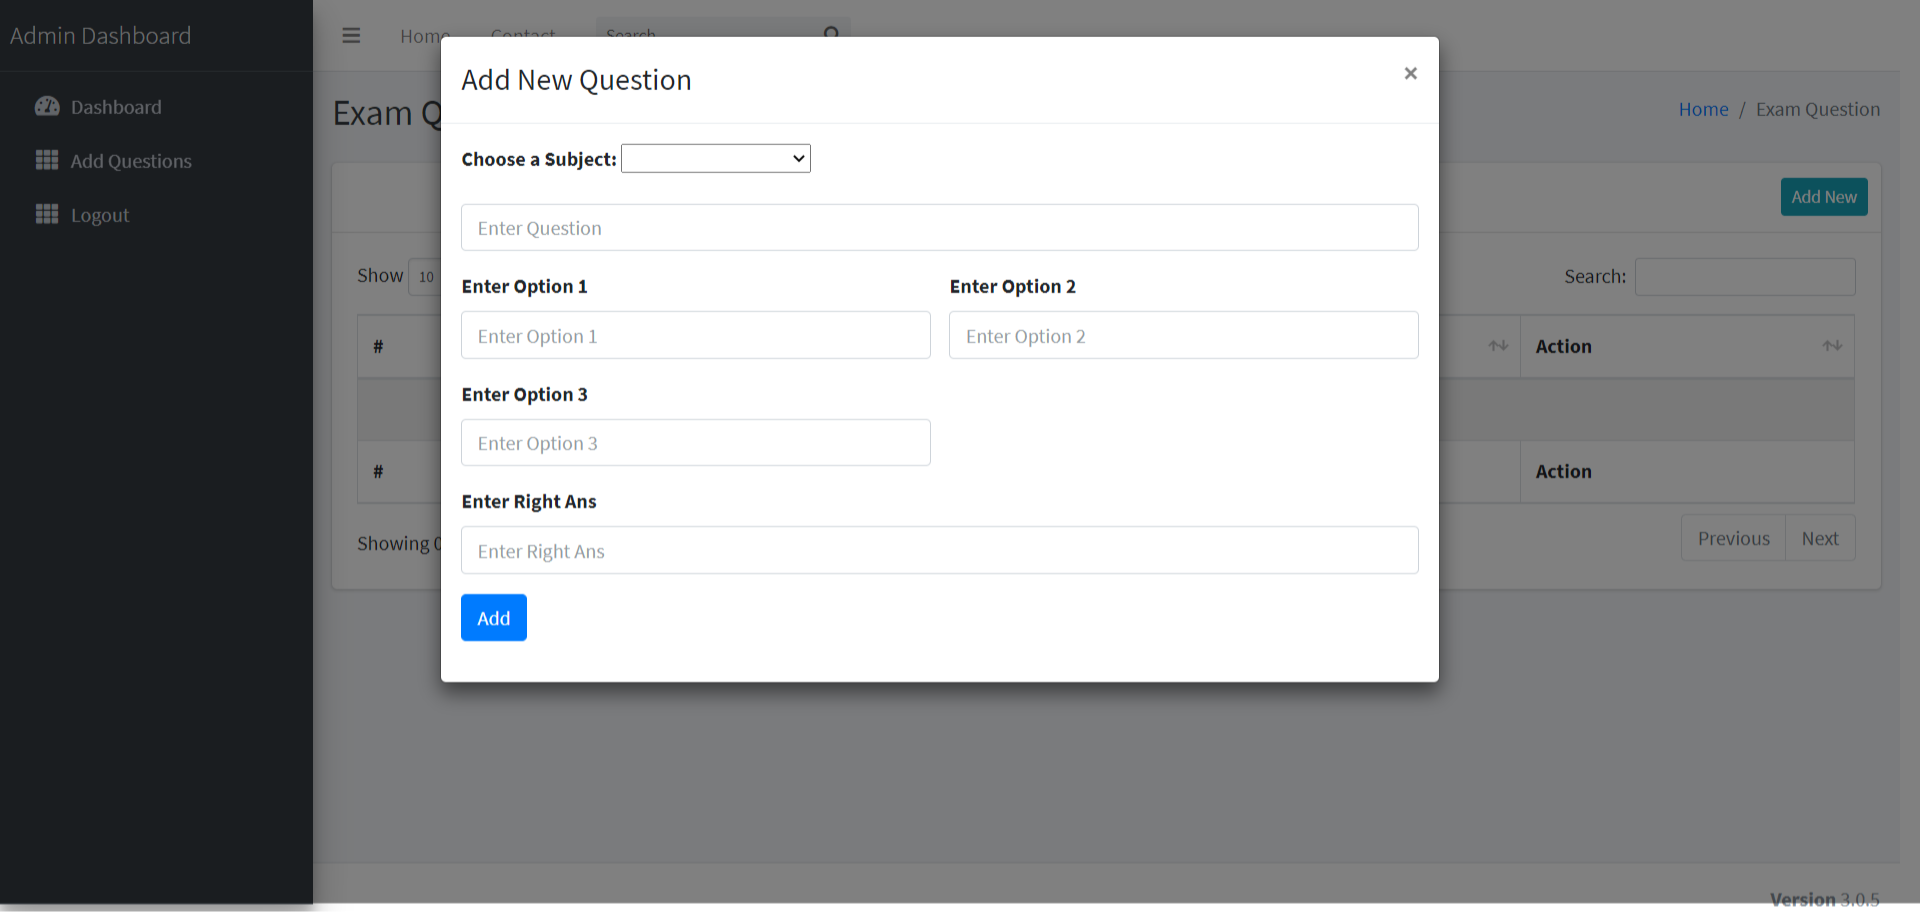 Admin Dashboard
Home
Contact
Search
Dashboard
Add Questions
Logout
Exam Q
Home / Exam Question
Add New
Show 10
Search:
#
Action
#
Action
Showing 0
Previous
Next
Version 3.0.5
Add New Question
×
Choose a Subject:
Enter Question
Enter Option 1
Enter Option 2
Enter Option 1
Enter Option 2
Enter Option 3
Enter Option 3
Enter Right Ans
Enter Right Ans
Add